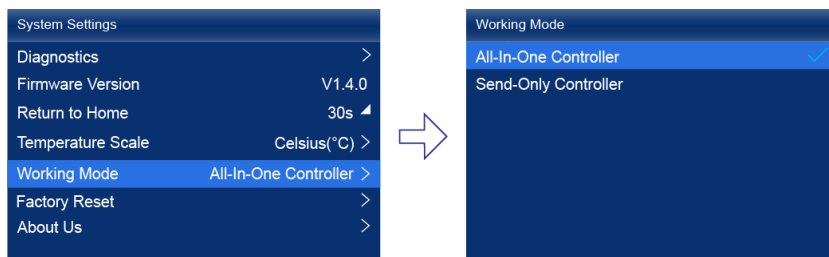 System Settings
Diagnostics >
Firmware Version V1.4.0
Return to Home 30s
Temperature Scale Celsius(°C) >
Working Mode All-In-One Controller >
Factory Reset >
About Us >
Working Mode
All-In-One Controller
Send-Only Controller